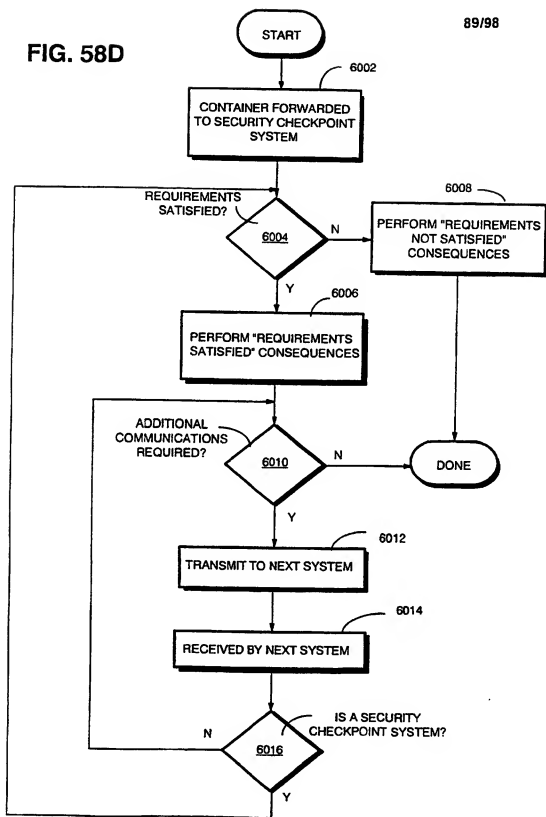 FIG. 58D
89/98
START
6002
CONTAINER FORWARDED
TO SECURITY CHECKPOINT
SYSTEM
REQUIREMENTS
SATISFIED?
6004
N
Y
6008
PERFORM "REQUIREMENTS
NOT SATISFIED"
CONSEQUENCES
6006
PERFORM "REQUIREMENTS
SATISFIED" CONSEQUENCES
ADDITIONAL
COMMUNICATIONS
REQUIRED?
6010
N
Y
DONE
6012
TRANSMIT TO NEXT SYSTEM
6014
RECEIVED BY NEXT SYSTEM
IS A SECURITY
CHECKPOINT SYSTEM?
N
6016
Y